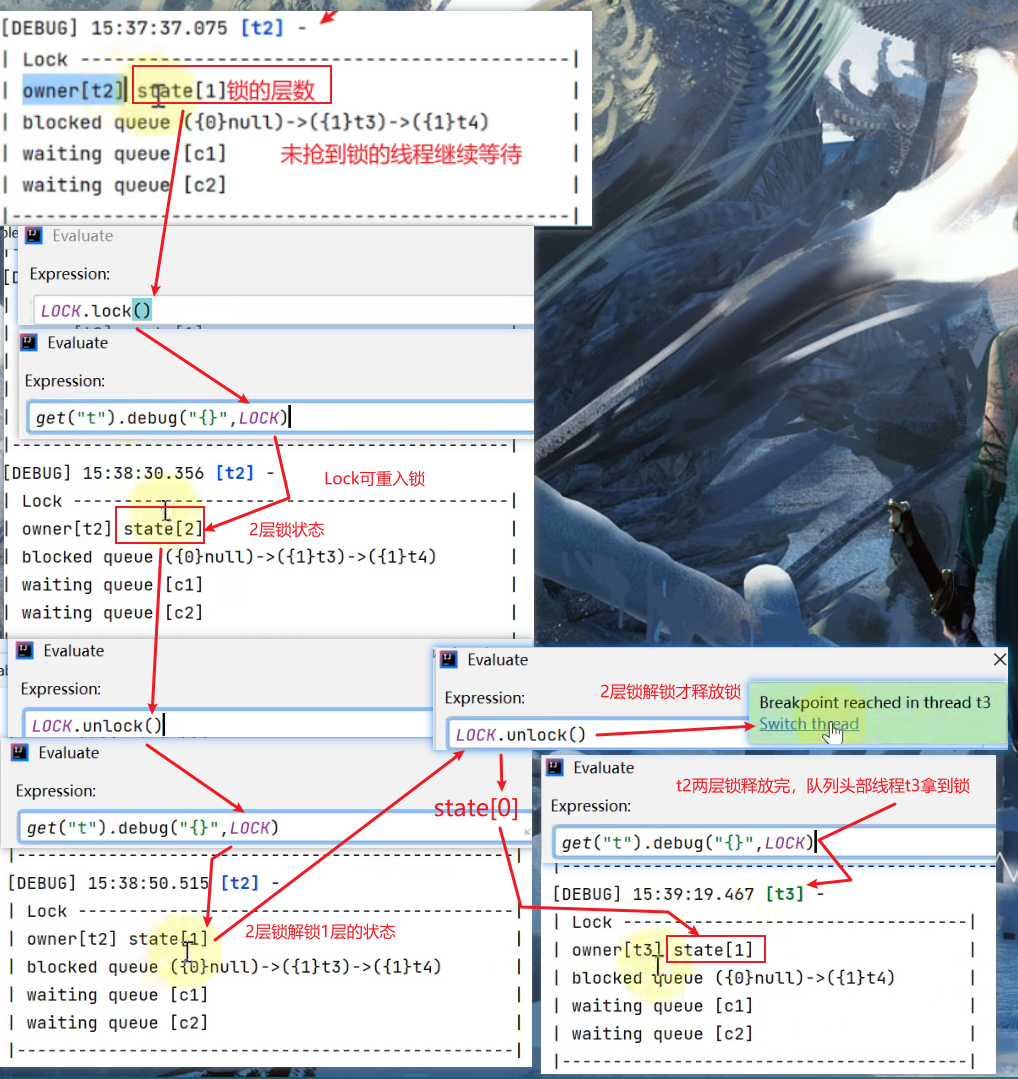 [DEBUG] 15:37:37.075 [t2] -
| Lock ---------------------------------------|
| owner[t2] state[1]锁的层数 |
| blocked queue ({0}null)->({1}t3)->({1}t4) |
| waiting queue [c1] 未抢到锁的线程继续等待 |
| waiting queue [c2] |
|---------------------------------------------|
Evaluate
Expression:
LOCK.lock()
Evaluate
Expression:
get("t").debug("{}",LOCK)
[DEBUG] 15:38:30.356 [t2] -
Lock可重入锁
| Lock ---------------------------------------|
| owner[t2] state[2] 2层锁状态 |
| blocked queue ({0}null)->({1}t3)->({1}t4) |
| waiting queue [c1] |
| waiting queue [c2] |
Evaluate
Expression:
LOCK.unlock()
Evaluate
Expression:
2层锁解锁才释放锁
LOCK.unlock()
Breakpoint reached in thread t3
Switch thread
Evaluate
Expression:
get("t").debug("{}",LOCK)
state[0]
[DEBUG] 15:38:50.515 [t2] -
| Lock ---------------------------------------|
| owner[t2] state[1] 2层锁解锁1层的状态 |
| blocked queue ({0}null)->({1}t3)->({1}t4) |
| waiting queue [c1] |
| waiting queue [c2] |
|---------------------------------------------|
Evaluate
t2两层锁释放完，队列头部线程t3拿到锁
Expression:
get("t").debug("{}",LOCK)
[DEBUG] 15:39:19.467 [t3] -
| Lock ---------------------------------|
| owner[t3] state[1] |
| blocked queue ({0}null)->({1}t4) |
| waiting queue [c1] |
| waiting queue [c2] |
|---------------------------------------|